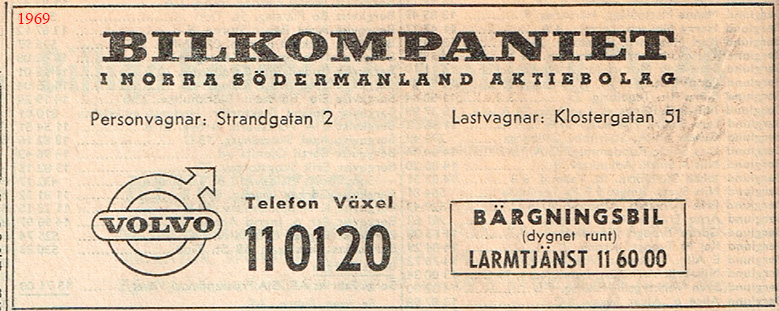 1969
BILKOMPANIET
I NORRA SÖDERMANLAND AKTIEBOLAG
Personvagnar: Strandgatan 2
Lastvagnar: Klostergatan 51
VOLVO
Telefon Växel
11 01 20
BÄRGNINGSBIL
(dygnet runt)
LARMTJÄNST 11 60 00